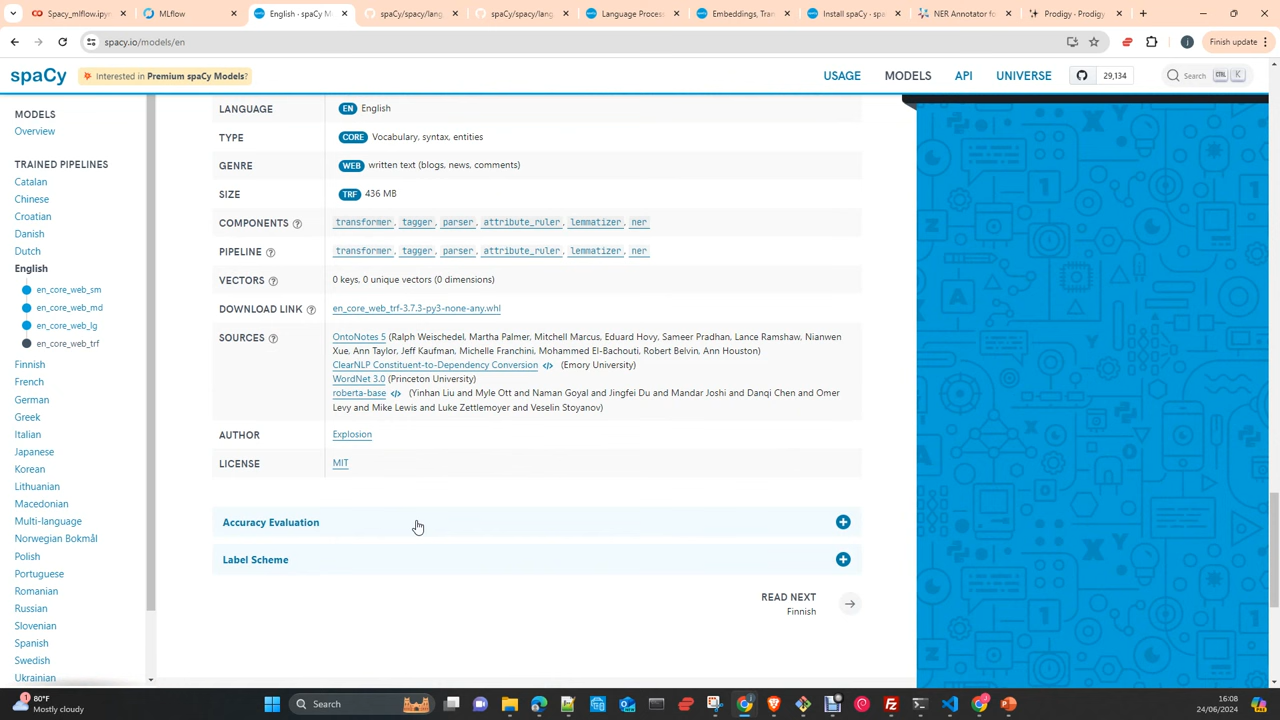 Spacy_mlflow.ipyn
MLflow
English · spaCy M
spaCy/spacy/lang
spaCy/spacy/lang
Language Process
Embeddings, Tran
Install spaCy · spa
NER Annotator fo
Prodigy · Prodigy
spacy.io/models/en
j
Finish update
spaCy
Interested in Premium spaCy Models?
USAGE
MODELS
API
UNIVERSE
29,134
Search
CTRL
K
MODELS
Overview
TRAINED PIPELINES
Catalan
Chinese
Croatian
Danish
Dutch
English
en_core_web_sm
en_core_web_md
en_core_web_lg
en_core_web_trf
Finnish
French
German
Greek
Italian
Japanese
Korean
Lithuanian
Macedonian
Multi-language
Norwegian Bokmål
Polish
Portuguese
Romanian
Russian
Slovenian
Spanish
Swedish
Ukrainian
LANGUAGE
EN English
TYPE
CORE Vocabulary, syntax, entities
GENRE
WEB written text (blogs, news, comments)
SIZE
TRF 436 MB
COMPONENTS ?
transformer, tagger, parser, attribute_ruler, lemmatizer, ner
PIPELINE ?
transformer, tagger, parser, attribute_ruler, lemmatizer, ner
VECTORS ?
0 keys, 0 unique vectors (0 dimensions)
DOWNLOAD LINK ?
en_core_web_trf-3.7.3-py3-none-any.whl
SOURCES ?
OntoNotes 5 (Ralph Weischedel, Martha Palmer, Mitchell Marcus, Eduard Hovy, Sameer Pradhan, Lance Ramshaw, Nianwen
Xue, Ann Taylor, Jeff Kaufman, Michelle Franchini, Mohammed El-Bachouti, Robert Belvin, Ann Houston)
ClearNLP Constituent-to-Dependency Conversion </> (Emory University)
WordNet 3.0 (Princeton University)
roberta-base </> (Yinhan Liu and Myle Ott and Naman Goyal and Jingfei Du and Mandar Joshi and Danqi Chen and Omer
Levy and Mike Lewis and Luke Zettlemoyer and Veselin Stoyanov)
AUTHOR
Explosion
LICENSE
MIT
Accuracy Evaluation
Label Scheme
READ NEXT
Finnish
1
80°F
Mostly cloudy
Search
16:08
24/06/2024